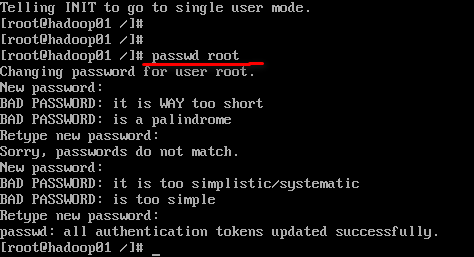 Telling INIT to go to single user mode.
[root@hadoop01 /]#
[root@hadoop01 /]#
[root@hadoop01 /]# passwd root
Changing password for user root.
New password:
BAD PASSWORD: it is WAY too short
BAD PASSWORD: is a palindrome
Retype new password:
Sorry, passwords do not match.
New password:
BAD PASSWORD: it is too simplistic/systematic
BAD PASSWORD: is too simple
Retype new password:
passwd: all authentication tokens updated successfully.
[root@hadoop01 /]# _